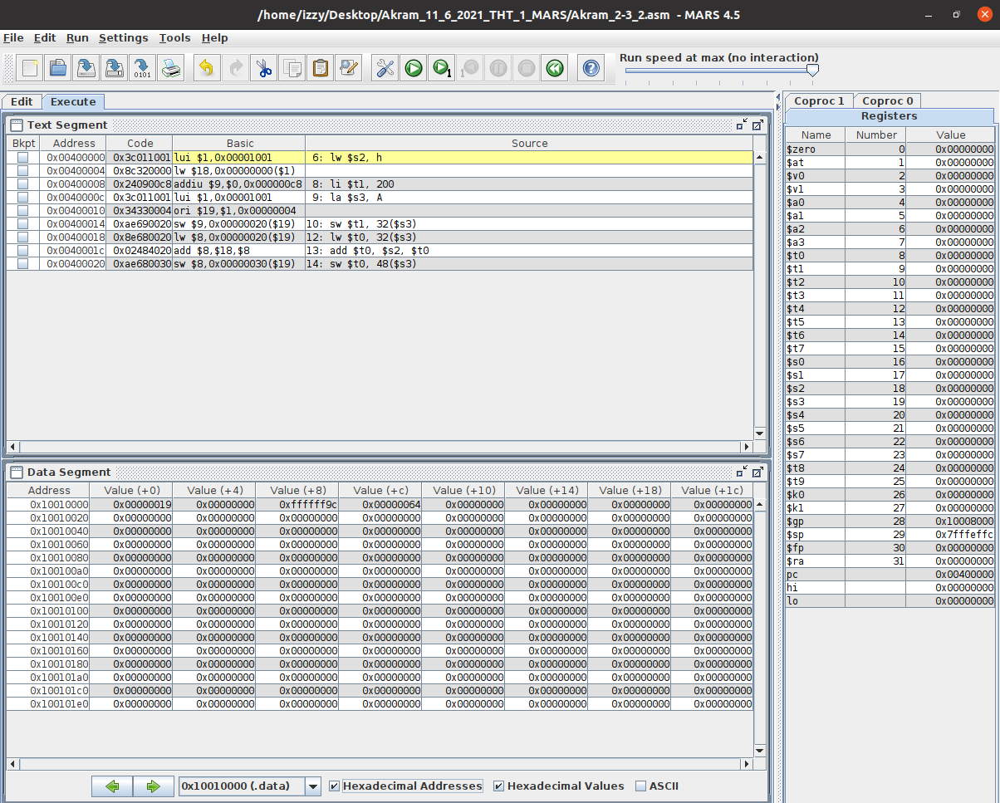 /home/izzy/Desktop/Akram_11_6_2021_THT_1_MARS/Akram_2-3_2.asm - MARS 4.5
File Edit Run Settings Tools Help
Run speed at max (no interaction)
0101 1 1
Edit Execute
Text Segment
Bkpt Address Code Basic Source
0x00400000 0x3c011001 lui $1,0x00001001 6: lw $s2, h
0x00400004 0x8c320000 lw $18,0x00000000($1)
0x00400008 0x240900c8 addiu $9,$0,0x000000c8 8: li $t1, 200
0x0040000c 0x3c011001 lui $1,0x00001001 9: la $s3, A
0x00400010 0x34330004 ori $19,$1,0x00000004
0x00400014 0xae690020 sw $9,0x00000020($19) 10: sw $t1, 32($s3)
0x00400018 0x8e680020 lw $8,0x00000020($19) 12: lw $t0, 32($s3)
0x0040001c 0x02484020 add $8,$18,$8 13: add $t0, $s2, $t0
0x00400020 0xae680030 sw $8,0x00000030($19) 14: sw $t0, 48($s3)
Data Segment
Address Value (+0) Value (+4) Value (+8) Value (+c) Value (+10) Value (+14) Value (+18) Value (+1c)
0x10010000 0x00000019 0x00000000 0xffffff9c 0x00000064 0x00000000 0x00000000 0x00000000 0x00000000
0x10010020 0x00000000 0x00000000 0x00000000 0x00000000 0x00000000 0x00000000 0x00000000 0x00000000
0x10010040 0x00000000 0x00000000 0x00000000 0x00000000 0x00000000 0x00000000 0x00000000 0x00000000
0x10010060 0x00000000 0x00000000 0x00000000 0x00000000 0x00000000 0x00000000 0x00000000 0x00000000
0x10010080 0x00000000 0x00000000 0x00000000 0x00000000 0x00000000 0x00000000 0x00000000 0x00000000
0x100100a0 0x00000000 0x00000000 0x00000000 0x00000000 0x00000000 0x00000000 0x00000000 0x00000000
0x100100c0 0x00000000 0x00000000 0x00000000 0x00000000 0x00000000 0x00000000 0x00000000 0x00000000
0x100100e0 0x00000000 0x00000000 0x00000000 0x00000000 0x00000000 0x00000000 0x00000000 0x00000000
0x10010100 0x00000000 0x00000000 0x00000000 0x00000000 0x00000000 0x00000000 0x00000000 0x00000000
0x10010120 0x00000000 0x00000000 0x00000000 0x00000000 0x00000000 0x00000000 0x00000000 0x00000000
0x10010140 0x00000000 0x00000000 0x00000000 0x00000000 0x00000000 0x00000000 0x00000000 0x00000000
0x10010160 0x00000000 0x00000000 0x00000000 0x00000000 0x00000000 0x00000000 0x00000000 0x00000000
0x10010180 0x00000000 0x00000000 0x00000000 0x00000000 0x00000000 0x00000000 0x00000000 0x00000000
0x100101a0 0x00000000 0x00000000 0x00000000 0x00000000 0x00000000 0x00000000 0x00000000 0x00000000
0x100101c0 0x00000000 0x00000000 0x00000000 0x00000000 0x00000000 0x00000000 0x00000000 0x00000000
0x100101e0 0x00000000 0x00000000 0x00000000 0x00000000 0x00000000 0x00000000 0x00000000 0x00000000
0x10010000 (.data) Hexadecimal Addresses Hexadecimal Values ASCII
Coproc 1 Coproc 0
Registers
Name Number Value
$zero 0 0x00000000
$at 1 0x00000000
$v0 2 0x00000000
$v1 3 0x00000000
$a0 4 0x00000000
$a1 5 0x00000000
$a2 6 0x00000000
$a3 7 0x00000000
$t0 8 0x00000000
$t1 9 0x00000000
$t2 10 0x00000000
$t3 11 0x00000000
$t4 12 0x00000000
$t5 13 0x00000000
$t6 14 0x00000000
$t7 15 0x00000000
$s0 16 0x00000000
$s1 17 0x00000000
$s2 18 0x00000000
$s3 19 0x00000000
$s4 20 0x00000000
$s5 21 0x00000000
$s6 22 0x00000000
$s7 23 0x00000000
$t8 24 0x00000000
$t9 25 0x00000000
$k0 26 0x00000000
$k1 27 0x00000000
$gp 28 0x10008000
$sp 29 0x7fffeffc
$fp 30 0x00000000
$ra 31 0x00000000
pc 0x00400000
hi 0x00000000
lo 0x00000000